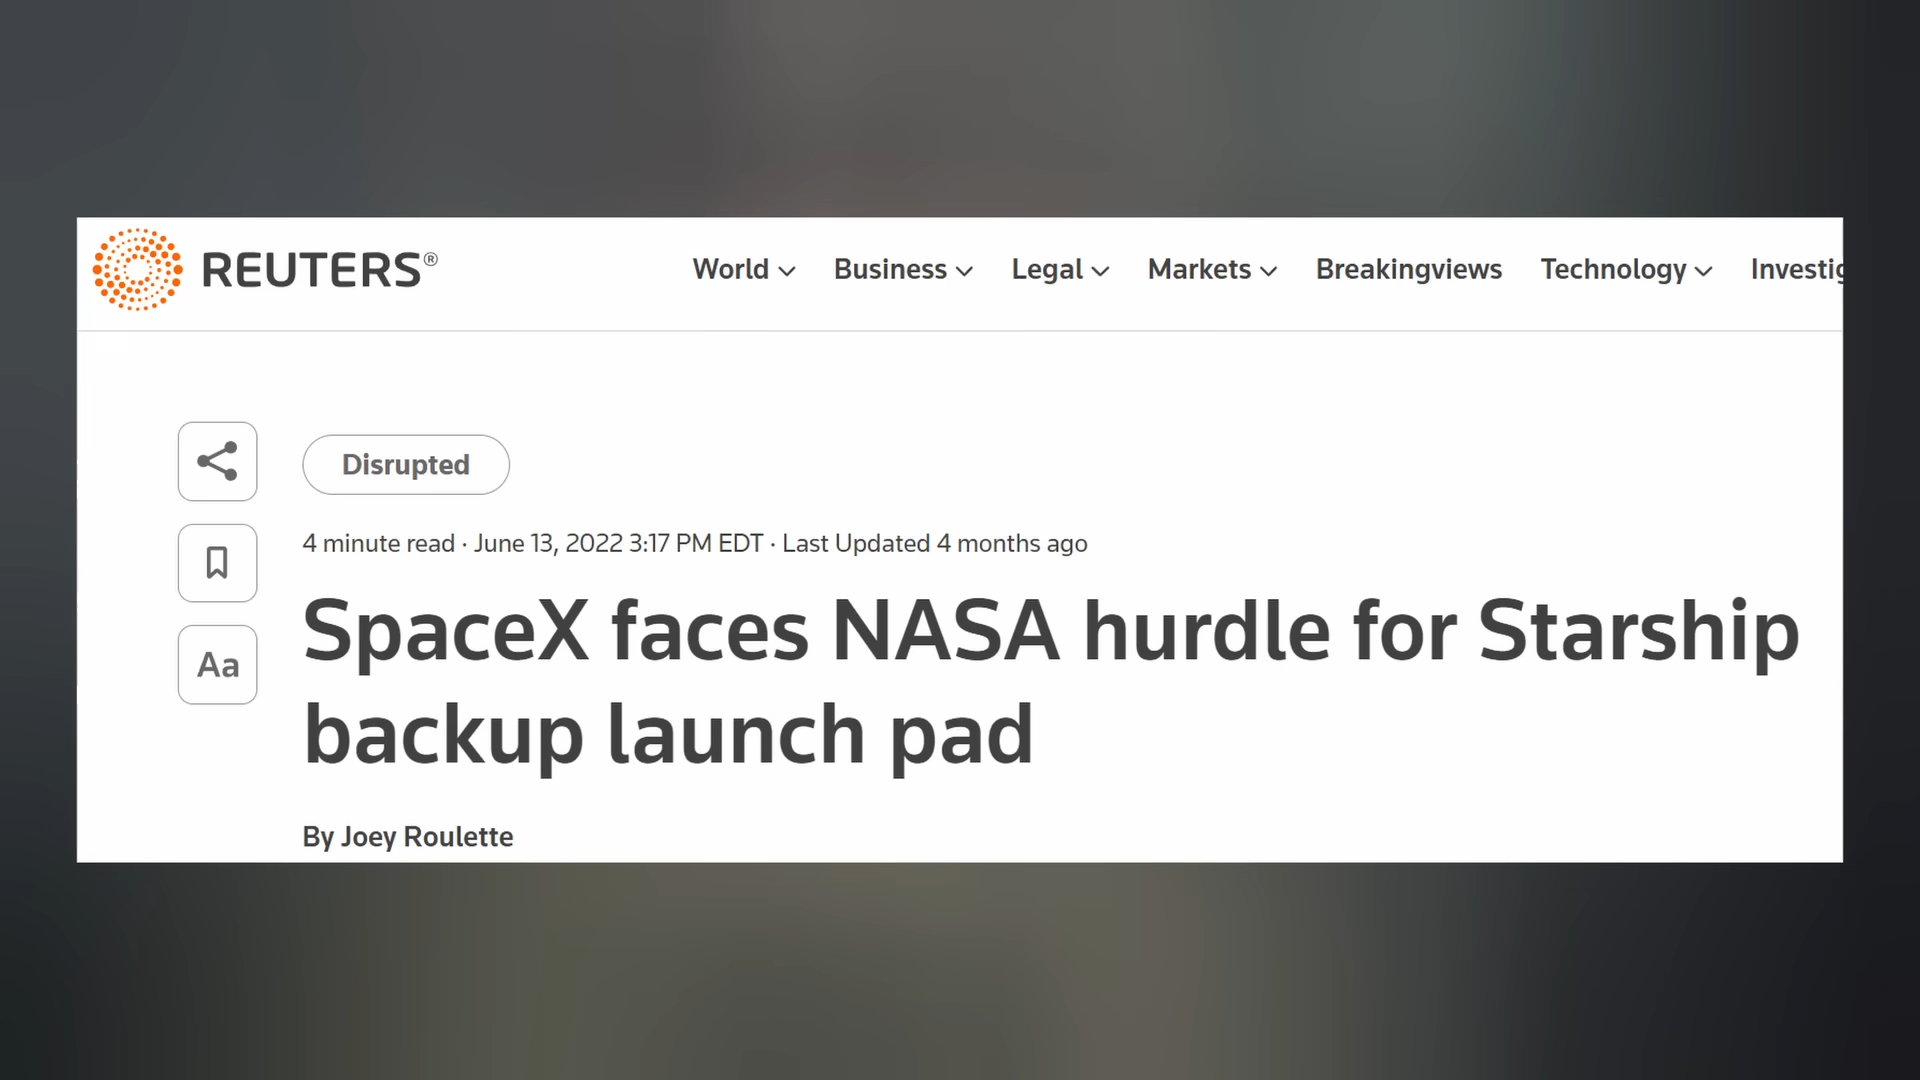 REUTERS®
World Business Legal Markets Breakingviews Technology Investig
Disrupted
4 minute read · June 13, 2022 3:17 PM EDT · Last Updated 4 months ago
Aa
SpaceX faces NASA hurdle for Starship
backup launch pad
By Joey Roulette